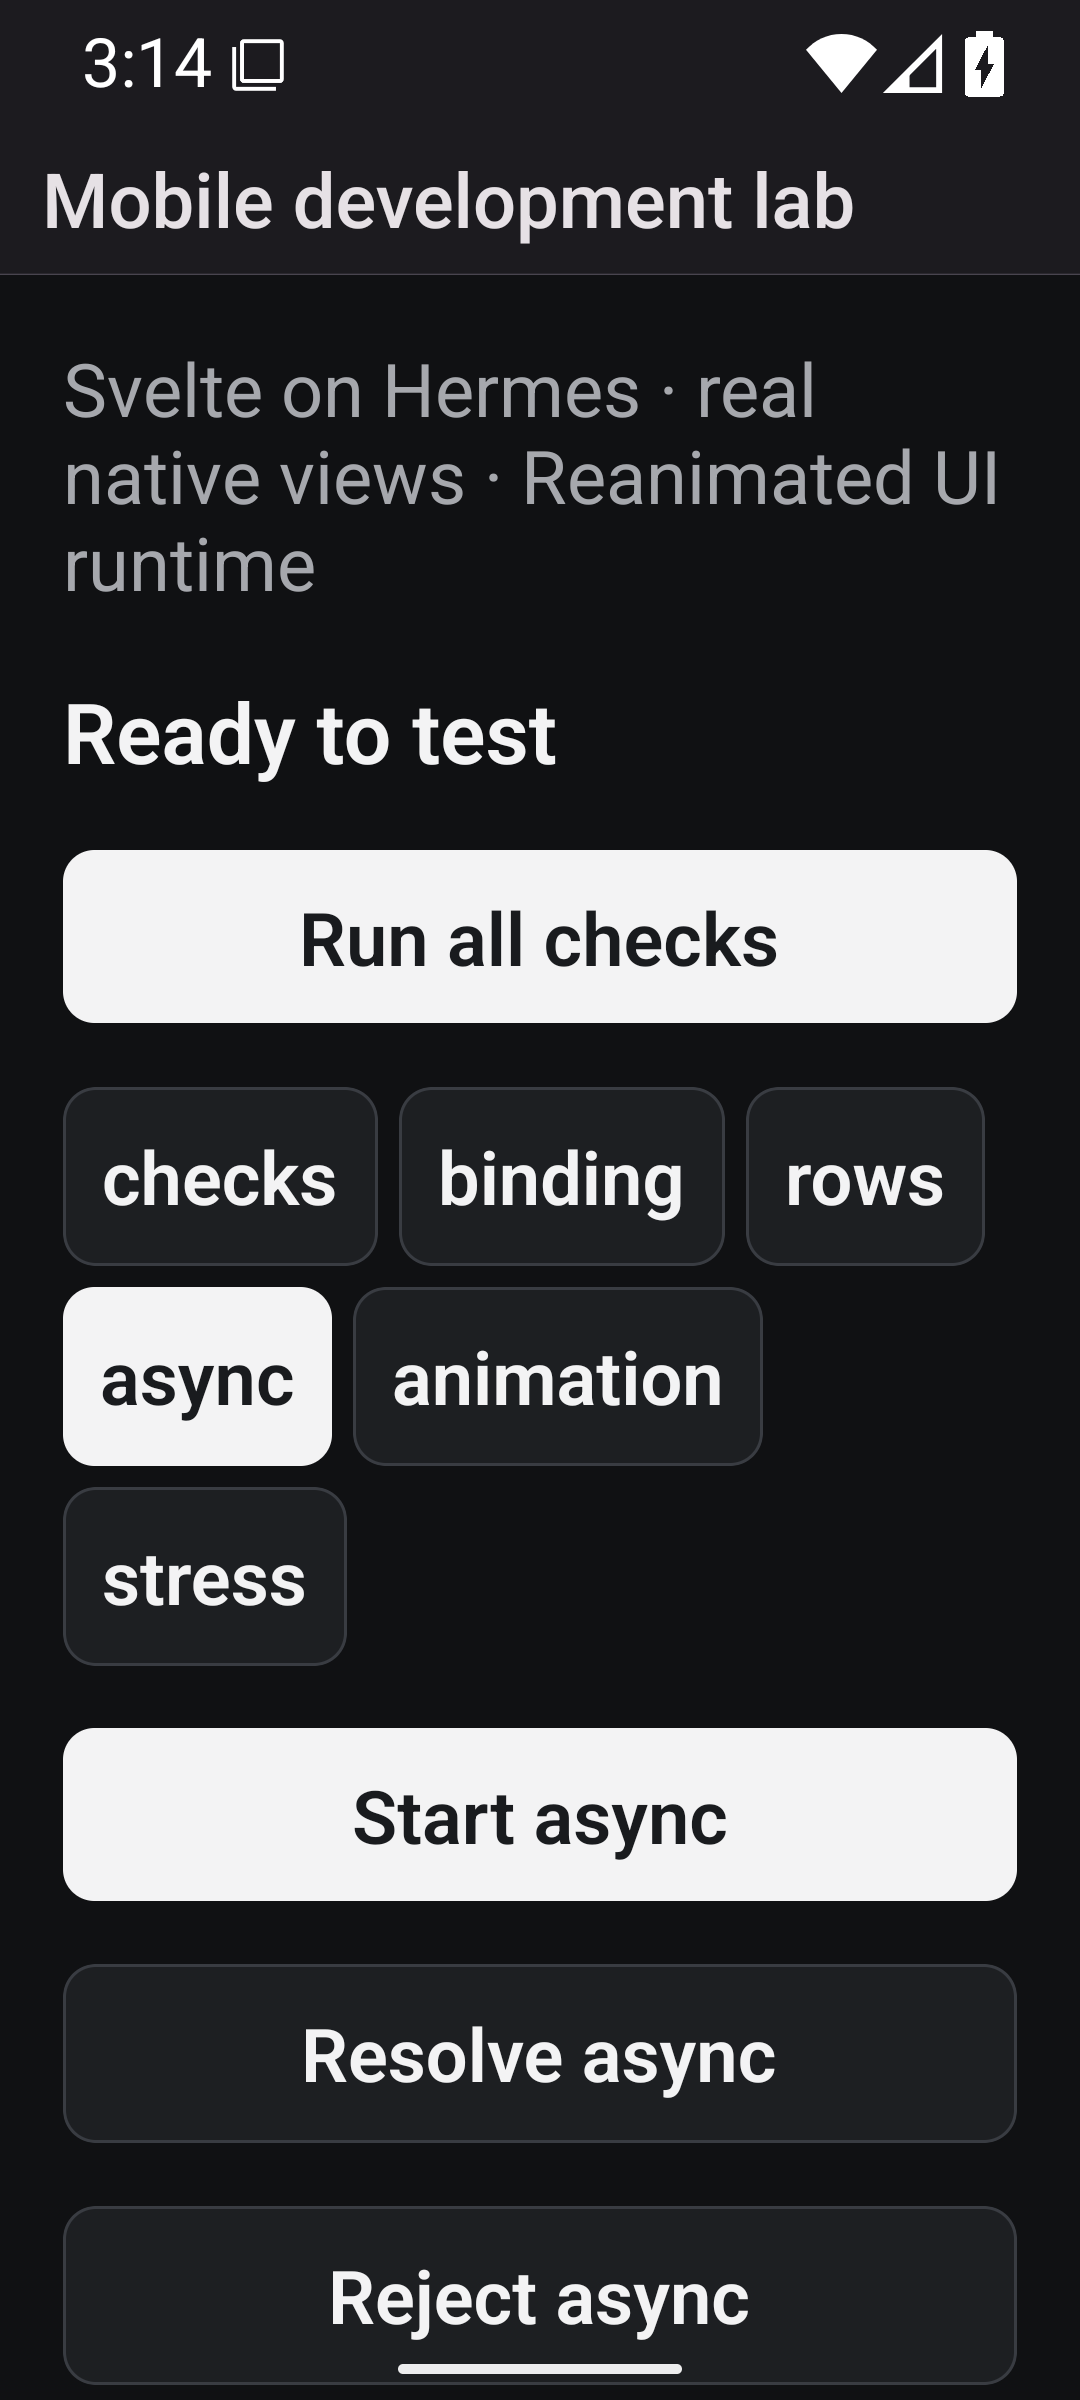 3:14
Mobile development lab
Svelte on Hermes · real
native views · Reanimated UI
runtime
Ready to test
Run all checks
checks binding rows
async animation
stress
Start async
Resolve async
Reject async